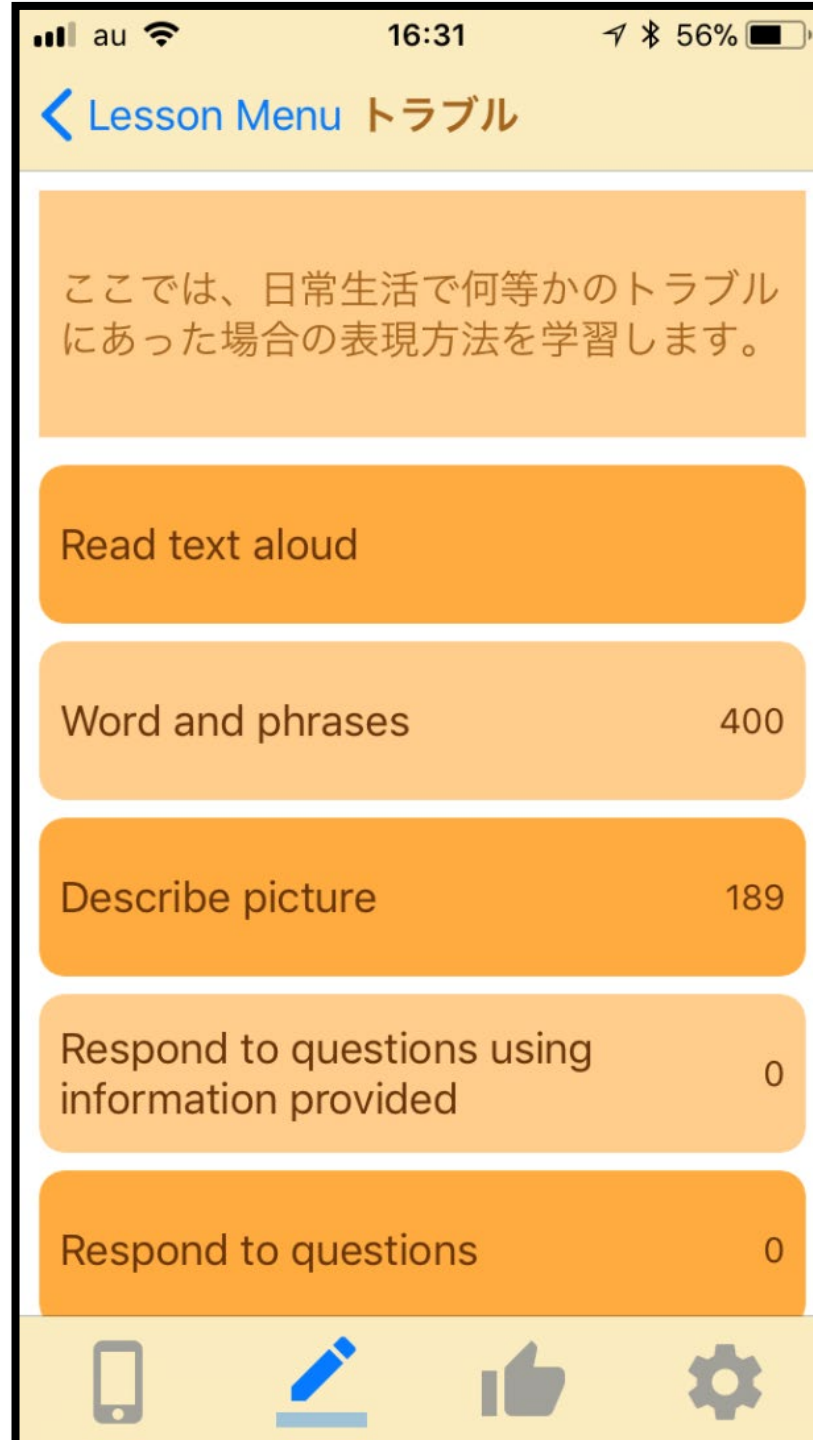 au 16:31 56%
Lesson Menu トラブル
ここでは、日常生活で何等かのトラブル
にあった場合の表現方法を学習します。
Read text aloud
Word and phrases 400
Describe picture 189
Respond to questions using
information provided 0
Respond to questions 0